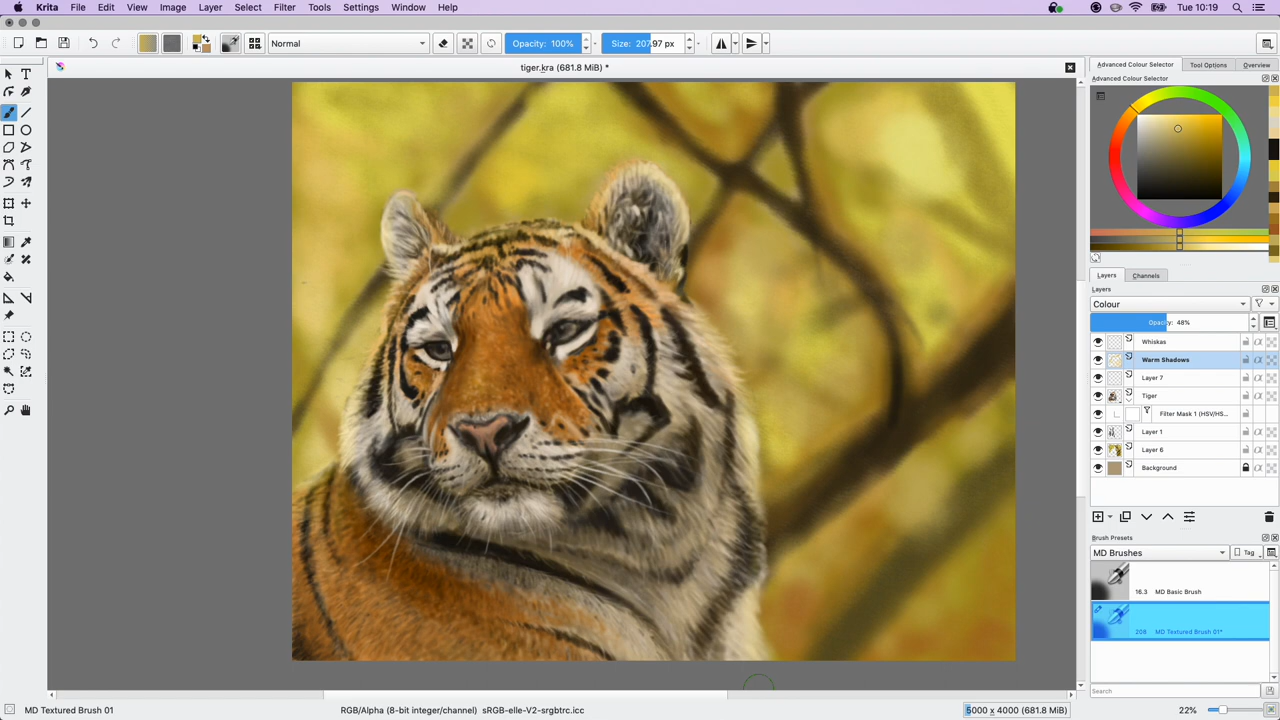 Krita File Edit View Image Layer Select Filter Tools Settings Window Help
Tue 10:19
Normal Opacity: 100% Size: 207.97 px
tiger.kra (681.8 MiB) *
Advanced Colour Selector Tool Options Overview
Advanced Colour Selector
Layers Channels
Layers
Colour
Opacity: 48%
Whiskas
Warm Shadows
Layer 7
Tiger
Filter Mask 1 (HSV/HS...
Layer 1
Layer 6
Background
Brush Presets
MD Brushes Tag
16.3 MD Basic Brush
208 MD Textured Brush 01*
Search
MD Textured Brush 01 RGB/Alpha (8-bit integer/channel) sRGB-elle-V2-srgbtrc.icc 5000 x 4000 (681.8 MiB) 22%